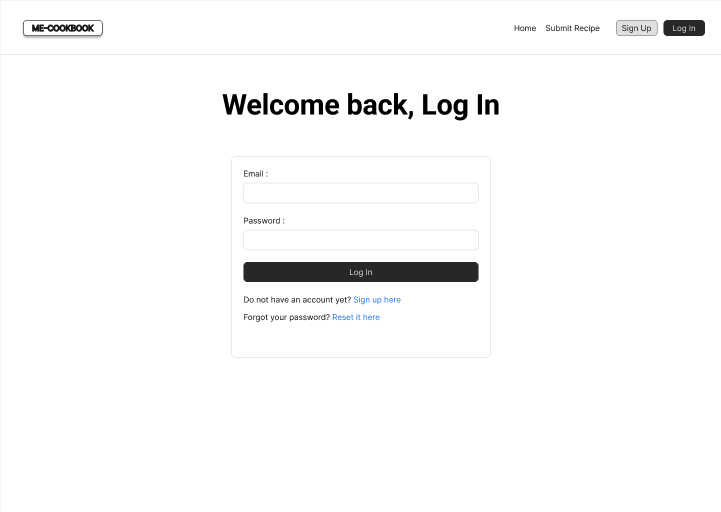 ME-COOKBOOK
Home Submit Recipe Sign Up Log In
Welcome back, Log In
Email :
Password :
Log In
Do not have an account yet? Sign up here
Forgot your password? Reset it here